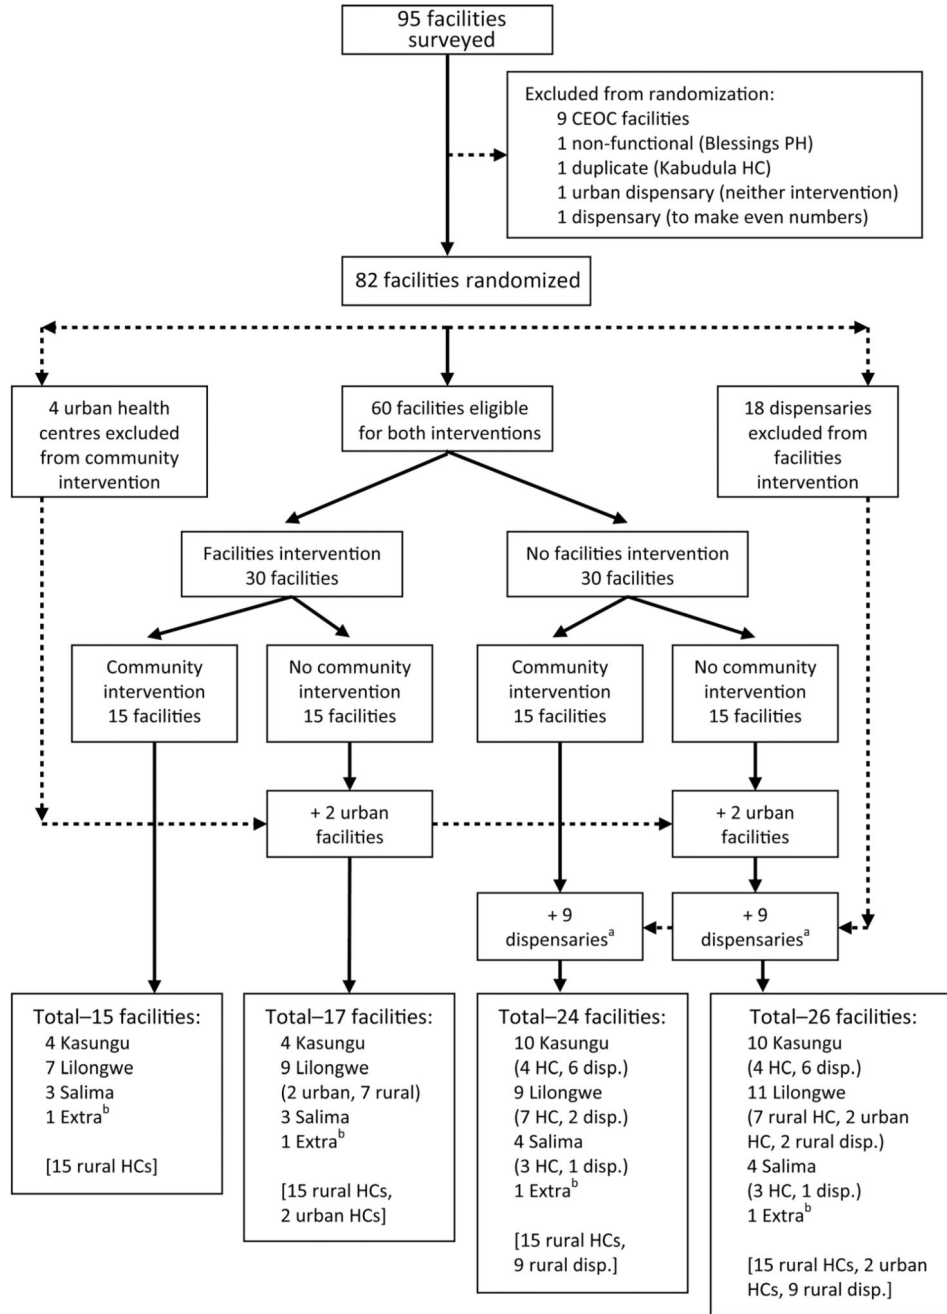 95 facilities
surveyed
Excluded from randomization:
9 CEOC facilities
1 non-functional (Blessings PH)
1 duplicate (Kabudula HC)
1 urban dispensary (neither intervention)
1 dispensary (to make even numbers)
82 facilities randomized
4 urban health
centres excluded
from community
intervention
60 facilities eligible
for both interventions
18 dispensaries
excluded from
facilities
intervention
Facilities intervention
30 facilities
No facilities intervention
30 facilities
Community
intervention
15 facilities
No community
intervention
15 facilities
Community
intervention
15 facilities
No community
intervention
15 facilities
+ 2 urban
facilities
+ 2 urban
facilities
+ 9
dispensaries^a
+ 9
dispensaries^a
Total–15 facilities:
4 Kasungu
7 Lilongwe
3 Salima
1 Extra^b
[15 rural HCs]
Total–17 facilities:
4 Kasungu
9 Lilongwe
(2 urban, 7 rural)
3 Salima
1 Extra^b
[15 rural HCs,
2 urban HCs]
Total–24 facilities:
10 Kasungu
(4 HC, 6 disp.)
9 Lilongwe
(7 HC, 2 disp.)
4 Salima
(3 HC, 1 disp.)
1 Extra^b
[15 rural HCs,
9 rural disp.]
Total–26 facilities:
10 Kasungu
(4 HC, 6 disp.)
11 Lilongwe
(7 rural HC, 2 urban
HC, 2 rural disp.)
4 Salima
(3 HC, 1 disp.)
1 Extra^b
[15 rural HCs, 2 urban
HCs, 9 rural disp.]